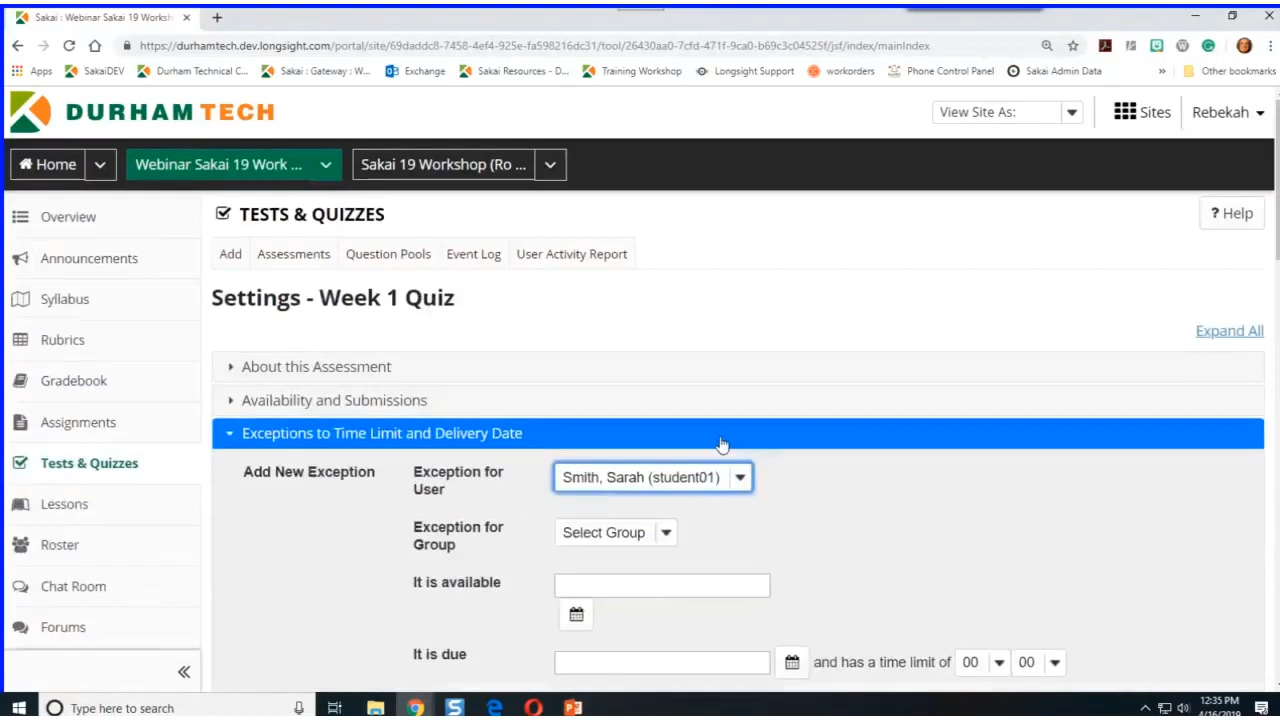 Sakai : Webinar Sakai 19 Worksh
https://durhamtech.dev.longsight.com/portal/site/69daddc8-7458-4ef4-925e-fa598216dc31/tool/26430aa0-7cfd-471f-9ca0-b69c3c04525f/jsf/index/mainIndex
Apps SakaiDEV Durham Technical C... Sakai : Gateway : W... Exchange Sakai Resources - D... Training Workshop Longsight Support workorders Phone Control Panel Sakai Admin Data » Other bookmarks
DURHAM TECH
View Site As: Sites Rebekah
Home Webinar Sakai 19 Work ... Sakai 19 Workshop (Ro ...
Overview
Announcements
Syllabus
Rubrics
Gradebook
Assignments
Tests & Quizzes
Lessons
Roster
Chat Room
Forums
TESTS & QUIZZES
? Help
Add Assessments Question Pools Event Log User Activity Report
Settings - Week 1 Quiz
Expand All
About this Assessment
Availability and Submissions
Exceptions to Time Limit and Delivery Date
Add New Exception
Exception for
User
Smith, Sarah (student01)
Exception for
Group
Select Group
It is available
It is due
and has a time limit of 00 00
Type here to search
12:35 PM
4/16/2019